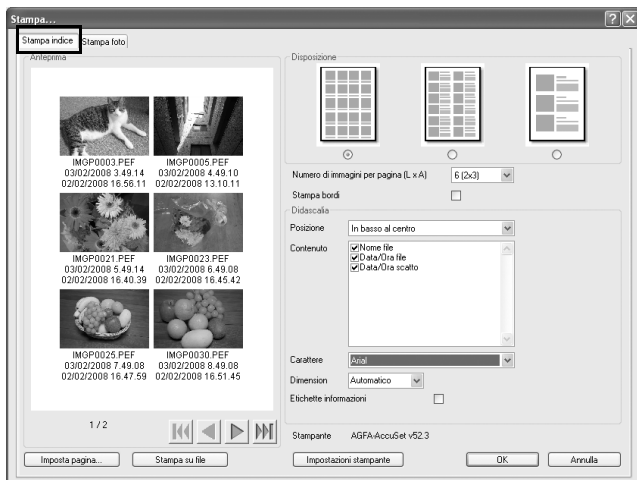 Stampa...
Stampa indice
Stampa foto
Anteprima
IMGP0003.PEF
03/02/2008 3.49.14
02/02/2008 16.56.11
IMGP0005.PEF
03/02/2008 4.49.10
02/02/2008 13.10.11
IMGP0021.PEF
03/02/2008 5.49.14
02/02/2008 16.40.39
IMGP0023.PEF
03/02/2008 6.49.08
02/02/2008 16.45.42
IMGP0025.PEF
03/02/2008 7.49.08
02/02/2008 16.47.59
IMGP0030.PEF
03/02/2008 8.49.08
02/02/2008 16.51.45
1 / 2
Imposta pagina...
Stampa su file
Disposizione
Numero di immagini per pagina (L x A)
6 (2x3)
Stampa bordi
Didascalia
Posizione
In basso al centro
Contenuto
Nome file
Data/Ora file
Data/Ora scatto
Carattere
Arial
Dimension
Automatico
Etichette informazioni
Stampante
AGFA-AccuSet v52.3
Impostazioni stampante
OK
Annulla